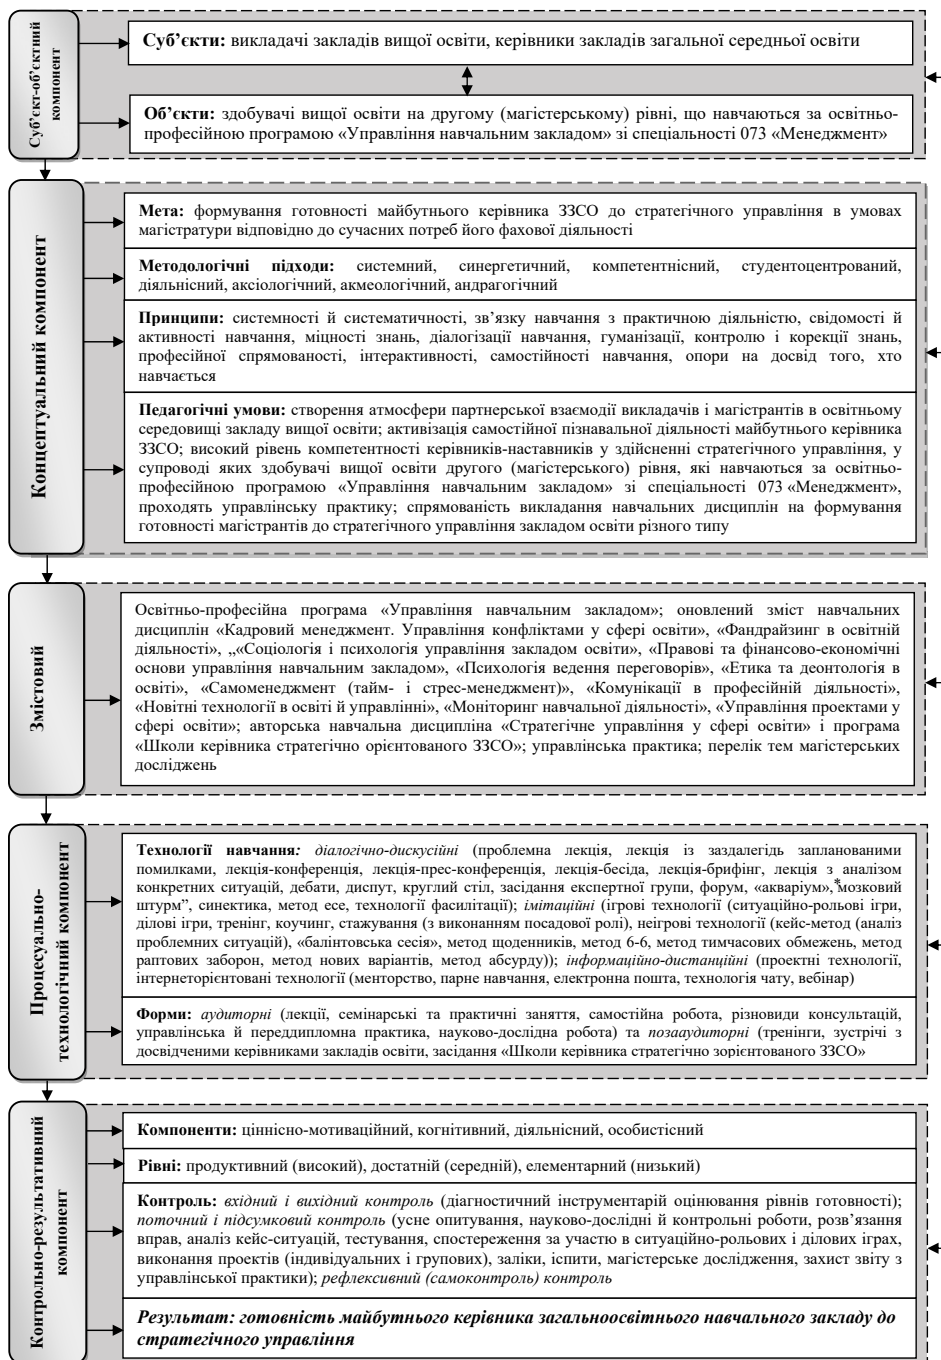 Суб’єкт-об’єктний
компонент
Суб’єкти: викладачі закладів вищої освіти, керівники закладів загальної середньої освіти
Об’єкти: здобувачі вищої освіти на другому (магістерському) рівні, що навчаються за освітньо-
професійною програмою «Управління навчальним закладом» зі спеціальності 073 «Менеджмент»
Концептуальний компонент
Мета: формування готовності майбутнього керівника ЗЗСО до стратегічного управління в умовах
магістратури відповідно до сучасних потреб його фахової діяльності
Методологічні підходи: системний, синергетичний, компетентнісний, студентоцентрований,
діяльнісний, аксіологічний, акмеологічний, андрагогічний
Принципи: системності й систематичності, зв’язку навчання з практичною діяльністю, свідомості й
активності навчання, міцності знань, діалогізації навчання, гуманізації, контролю і корекції знань,
професійної спрямованості, інтерактивності, самостійності навчання, опори на досвід того, хто
навчається
Педагогічні умови: створення атмосфери партнерської взаємодії викладачів і магістрантів в освітньому
середовищі закладу вищої освіти; активізація самостійної пізнавальної діяльності майбутнього керівника
ЗЗСО; високий рівень компетентності керівників-наставників у здійсненні стратегічного управління, у
супроводі яких здобувачі вищої освіти другого (магістерського) рівня, які навчаються за освітньо-
професійною програмою «Управління навчальним закладом» зі спеціальності 073 «Менеджмент»,
проходять управлінську практику; спрямованість викладання навчальних дисциплін на формування
готовності магістрантів до стратегічного управління закладом освіти різного типу
Змістовий
Освітньо-професійна програма «Управління навчальним закладом»; оновлений зміст навчальних
дисциплін «Кадровий менеджмент. Управління конфліктами у сфері освіти», «Фандрайзинг в освітній
діяльності», „«Соціологія і психологія управління закладом освіти», «Правові та фінансово-економічні
основи управління навчальним закладом», «Психологія ведення переговорів», «Етика та деонтологія в
освіті», «Самоменеджмент (тайм- і стрес-менеджмент)», «Комунікації в професійній діяльності»,
«Новітні технології в освіті й управлінні», «Моніторинг навчальної діяльності», «Управління проектами у
сфері освіти»; авторська навчальна дисципліна «Стратегічне управління у сфері освіти» і програма
«Школи керівника стратегічно орієнтованого ЗЗСО»; управлінська практика; перелік тем магістерських
досліджень
Процесуально-
технологічний компонент
Технології навчання: діалогічно-дискусійні (проблемна лекція, лекція із заздалегідь запланованими
помилками, лекція-конференція, лекція-прес-конференція, лекція-бесіда, лекція-брифінг, лекція з аналізом
конкретних ситуацій, дебати, диспут, круглий стіл, засідання експертної групи, форум, «акваріум»,*мозковий
штурм”, синектика, метод есе, технології фасилітації); імітаційні (ігрові технології (ситуаційно-рольові ігри,
ділові ігри, тренінг, коучинг, стажування (з виконанням посадової ролі), неігрові технології (кейс-метод (аналіз
проблемних ситуацій), «балінтовська сесія», метод щоденників, метод 6-6, метод тимчасових обмежень, метод
раптових заборон, метод нових варіантів, метод абсурду)); інформаційно-дистанційні (проектні технології,
інтернеторієнтовані технології (менторство, парне навчання, електронна пошта, технологія чату, вебінар)
Форми: аудиторні (лекції, семінарські та практичні заняття, самостійна робота, різновиди консультацій,
управлінська й переддипломна практика, науково-дослідна робота) та позааудиторні (тренінги, зустрічі з
досвідченими керівниками закладів освіти, засідання «Школи керівника стратегічно зорієнтованого ЗЗСО»
Контрольно-результативний
компонент
Компоненти: ціннісно-мотиваційний, когнітивний, діяльнісний, особистісний
Рівні: продуктивний (високий), достатній (середній), елементарний (низький)
Контроль: вхідний і вихідний контроль (діагностичний інструментарій оцінювання рівнів готовності);
поточний і підсумковий контроль (усне опитування, науково-дослідні й контрольні роботи, розв’язання
вправ, аналіз кейс-ситуацій, тестування, спостереження за участю в ситуаційно-рольових і ділових іграх,
виконання проектів (індивідуальних і групових), заліки, іспити, магістерське дослідження, захист звіту з
управлінської практики); рефлексивний (самоконтроль) контроль
Результат: готовність майбутнього керівника загальноосвітнього навчального закладу до
стратегічного управління